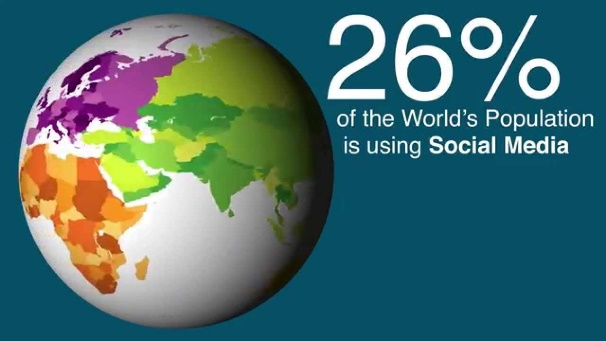 26%
of the World's Population
is using Social Media